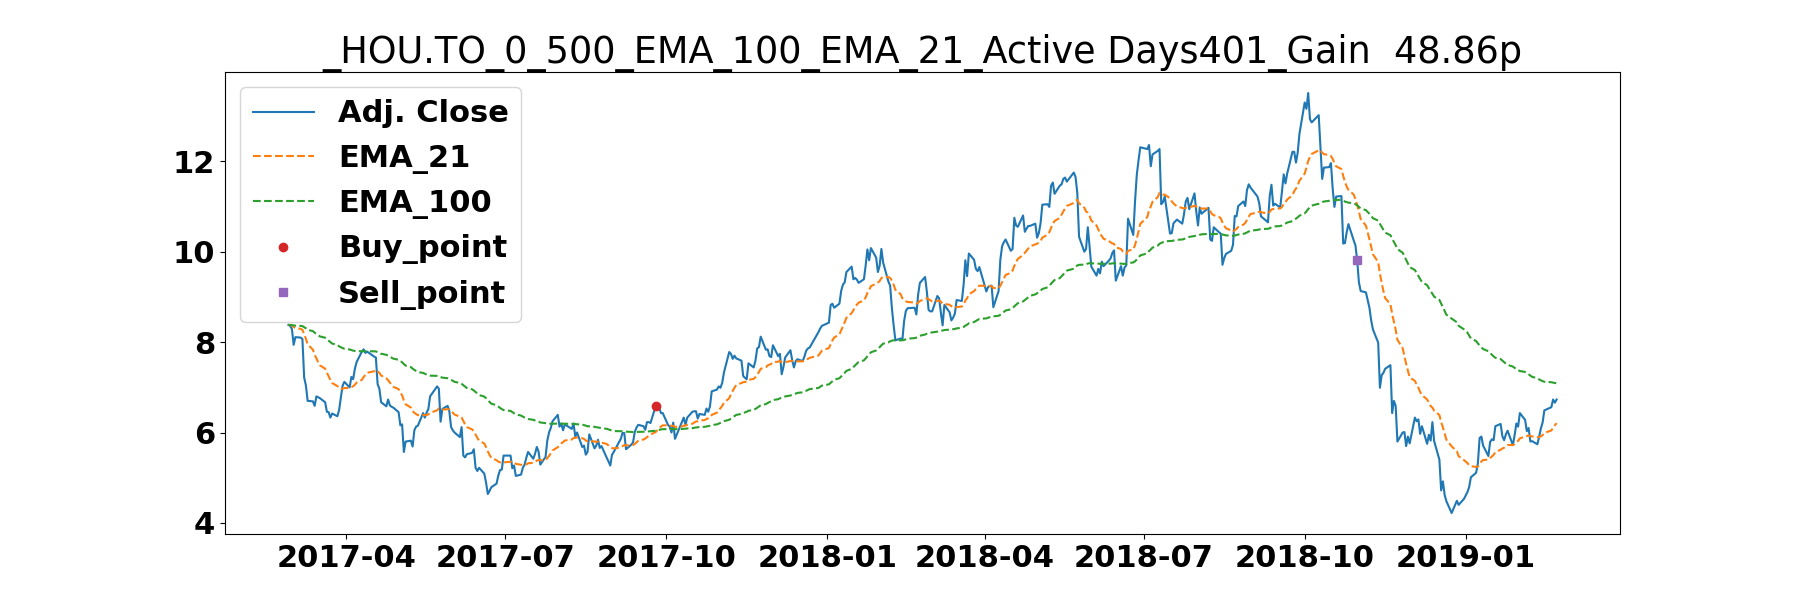 _HOU.TO_0_500_EMA_100_EMA_21_Active Days401_Gain  48.86p
Adj. Close
EMA_21
EMA_100
Buy_point
Sell_point
12
10
8
6
4
2017-04 2017-07 2017-10 2018-01 2018-04 2018-07 2018-10 2019-01